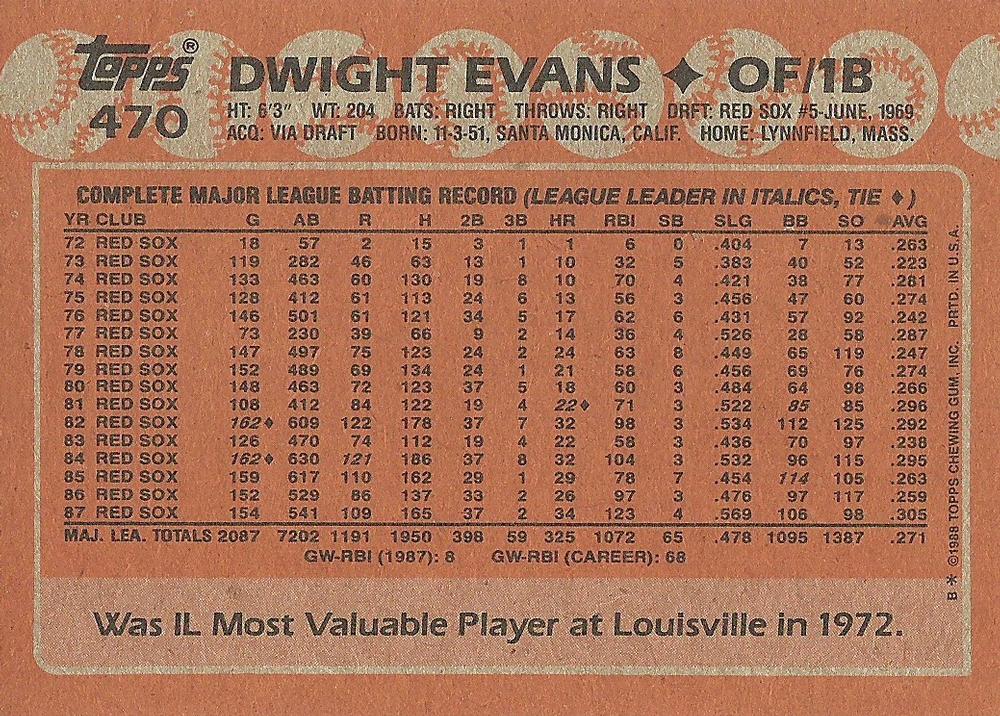 topps® DWIGHT EVANS ✦ OF/1B
470 HT: 6'3" WT: 204 BATS: RIGHT THROWS: RIGHT DRFT: RED SOX #5-JUNE, 1969
ACQ: VIA DRAFT BORN: 11-3-51, SANTA MONICA, CALIF. HOME: LYNNFIELD, MASS.
COMPLETE MAJOR LEAGUE BATTING RECORD (LEAGUE LEADER IN ITALICS, TIE ♦)
YR CLUB G AB R H 2B 3B HR RBI SB SLG BB SO AVG
72 RED SOX 18 57 2 15 3 1 1 6 0 .404 7 13 .263
73 RED SOX 119 282 46 63 13 1 10 32 5 .383 40 52 .223
74 RED SOX 133 463 60 130 19 8 10 70 4 .421 38 77 .281
75 RED SOX 128 412 61 113 24 6 13 56 3 .456 47 60 .274
76 RED SOX 146 501 61 121 34 5 17 62 6 .431 57 92 .242
77 RED SOX 73 230 39 66 9 2 14 36 4 .526 28 58 .287
78 RED SOX 147 497 75 123 24 2 24 63 8 .449 65 119 .247
79 RED SOX 152 489 69 134 24 1 21 58 6 .456 69 76 .274
80 RED SOX 148 463 72 123 37 5 18 60 3 .484 64 98 .266
81 RED SOX 108 412 84 122 19 4 22♦ 71 3 .522 85 85 .296
82 RED SOX 162♦ 609 122 178 37 7 32 98 3 .534 112 125 .292
83 RED SOX 126 470 74 112 19 4 22 58 3 .436 70 97 .238
84 RED SOX 162♦ 630 121 186 37 8 32 104 3 .532 96 115 .295
85 RED SOX 159 617 110 162 29 1 29 78 7 .454 114 105 .263
86 RED SOX 152 529 86 137 33 2 26 97 3 .476 97 117 .259
87 RED SOX 154 541 109 165 37 2 34 123 4 .569 106 98 .305
MAJ. LEA. TOTALS 2087 7202 1191 1950 398 59 325 1072 65 .478 1095 1387 .271
GW-RBI (1987): 8 GW-RBI (CAREER): 68
Was IL Most Valuable Player at Louisville in 1972.
B * ©1988 TOPPS CHEWING GUM, INC. PRTD. IN U.S.A.